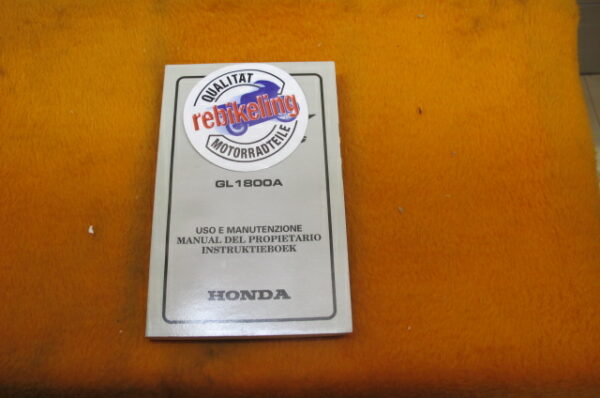 QUALITAT
rebikeling
MOTORRADTEILE
GL1800A
USO E MANUTENZIONE
MANUAL DEL PROPIETARIO
INSTRUKTIEBOEK
HONDA